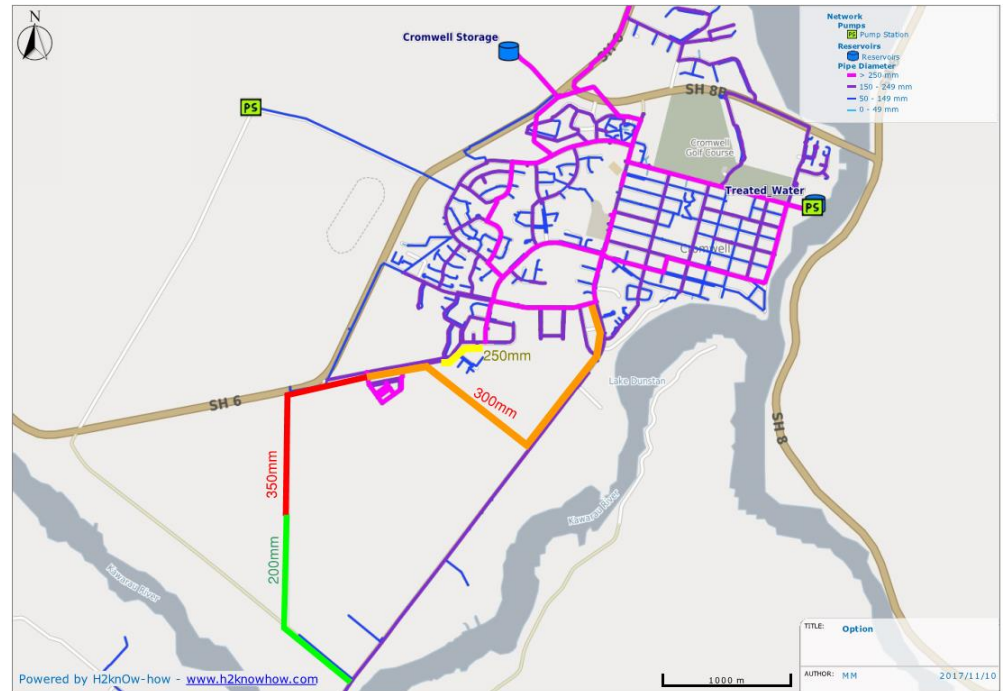 N
Cromwell Storage
PS
SH 6
SH 8B
Network
Pumps
PS Pump Station
Reservoirs
Reservoirs
Pipe Diameter
> 250 mm
150 - 249 mm
50 - 149 mm
0 - 49 mm
Cromwell
Golf Course
Treated_Water
PS
Cromwell
250mm
Lake Dunstan
300mm
SH 6
SH 8
350mm
200mm
Kawarau River
Kawarau River
Powered by H2knOw-how - www.h2knowhow.com
1000 m
TITLE: Option
AUTHOR: MM 2017/11/10